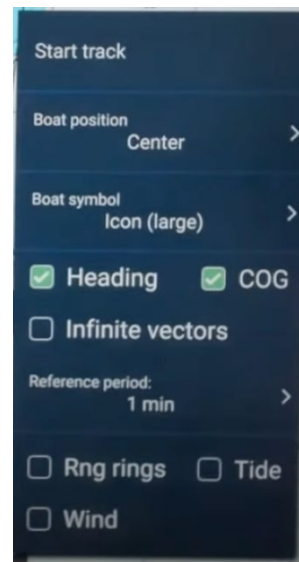 Start track
Boat position
Center
Boat symbol
Icon (large)
Heading COG
Infinite vectors
Reference period:
1 min
Rng rings Tide
Wind